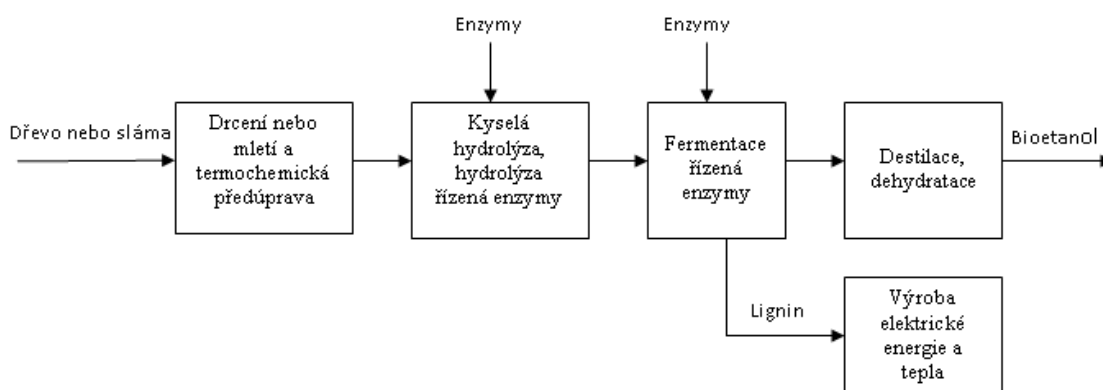 Enzymy
Enzymy
Dřevo nebo sláma
Drcení nebo
mletí a
termochemická
předúprava
Kyselá
hydrolýza,
hydrolýza
řízená enzymy
Fermentace
řízená
enzymy
Destilace,
dehydratace
Bioetanol
Lignin
Výroba
elektrické
energie a
tepla